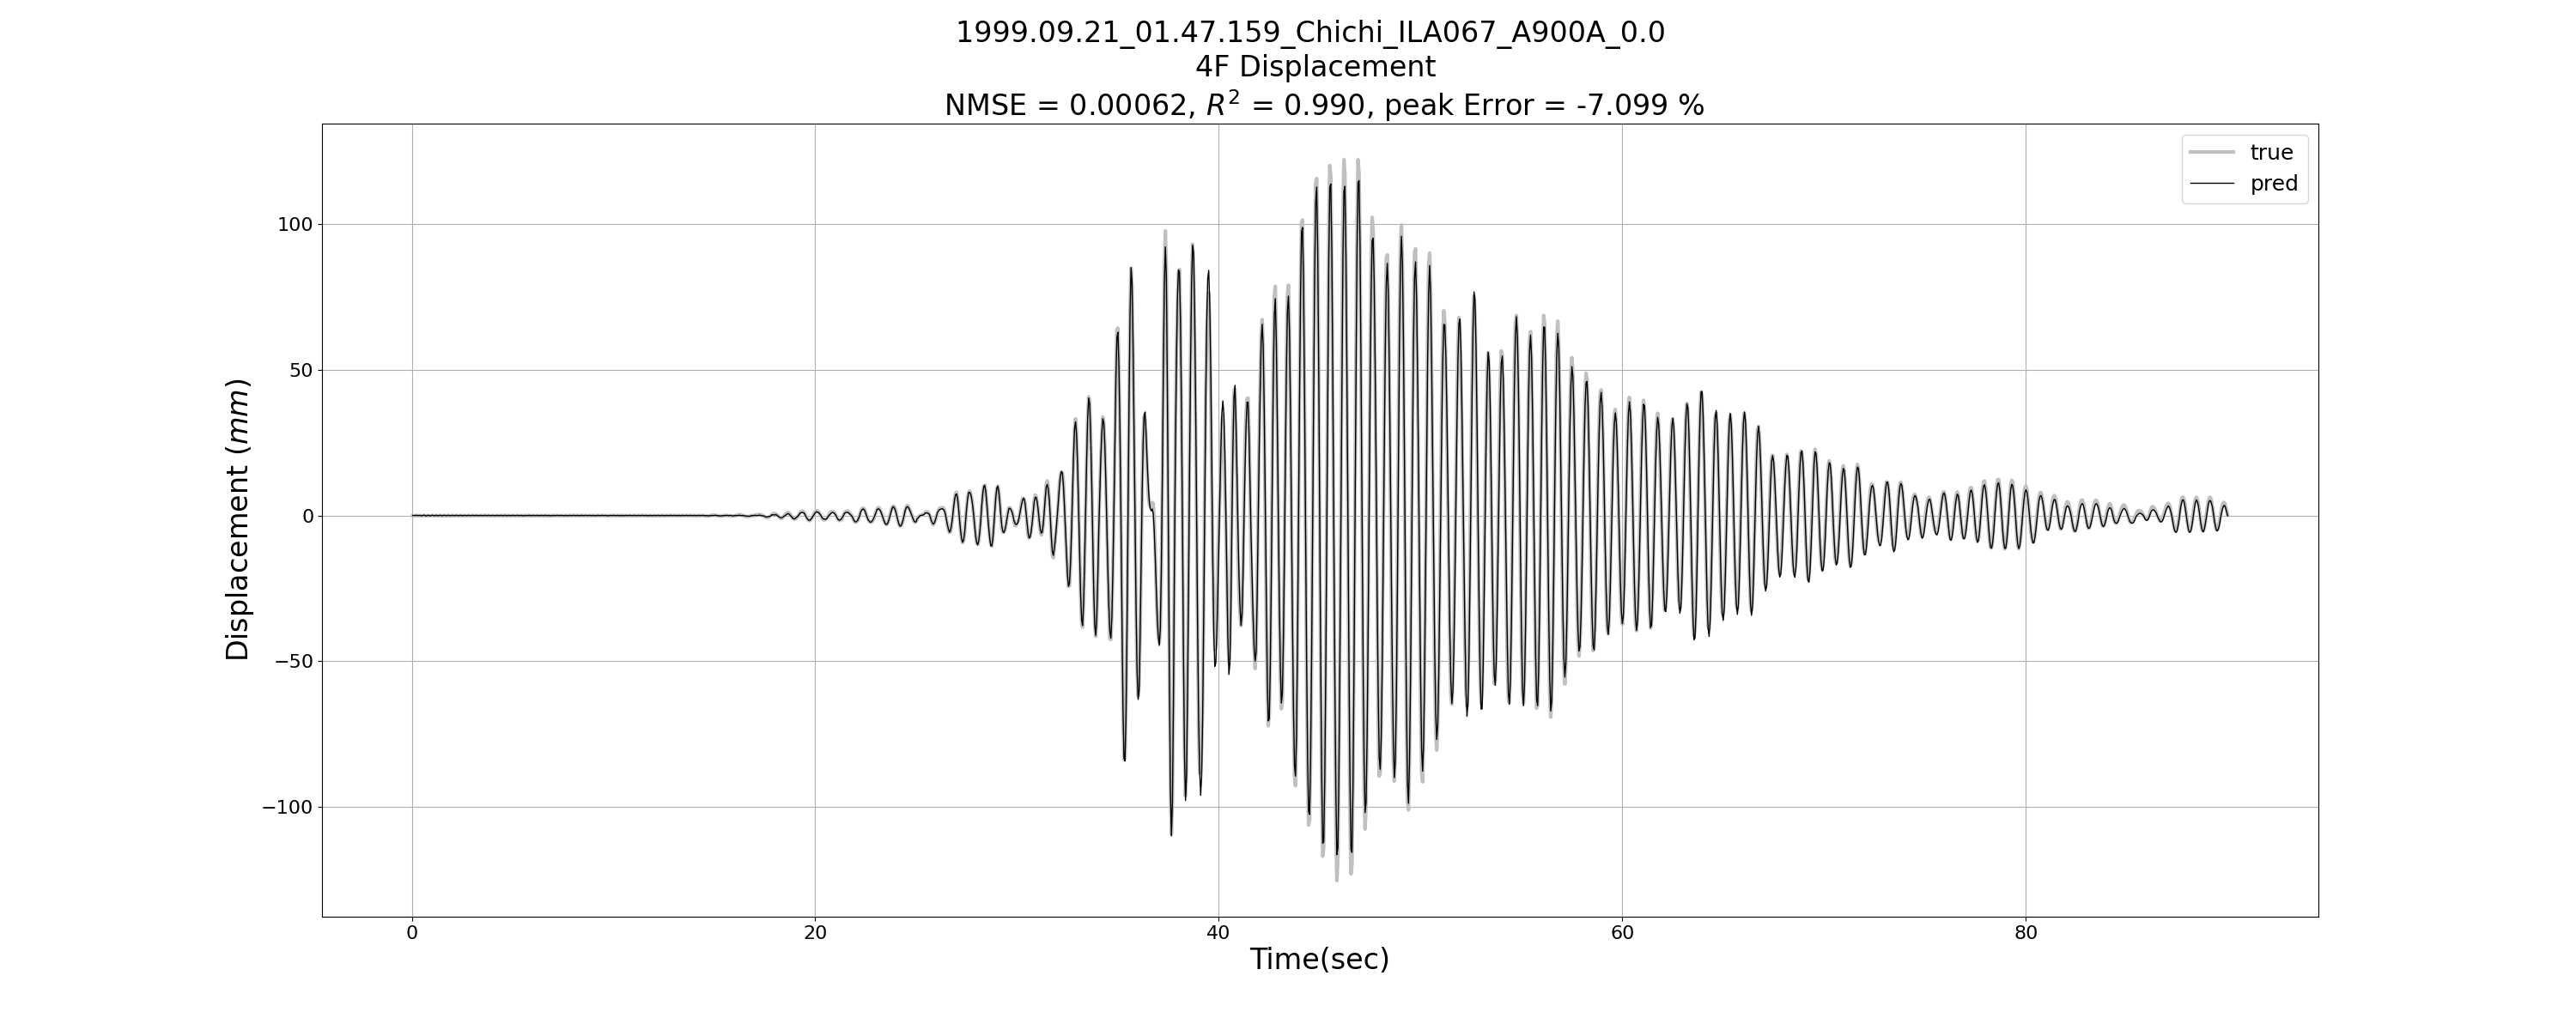 1999.09.21_01.47.159_Chichi_ILA067_A900A_0.0
4F Displacement
NMSE = 0.00062, R² = 0.990, peak Error = -7.099 %
true
pred
Displacement (mm)
100
50
0
−50
−100
0 20 40 60 80
Time(sec)